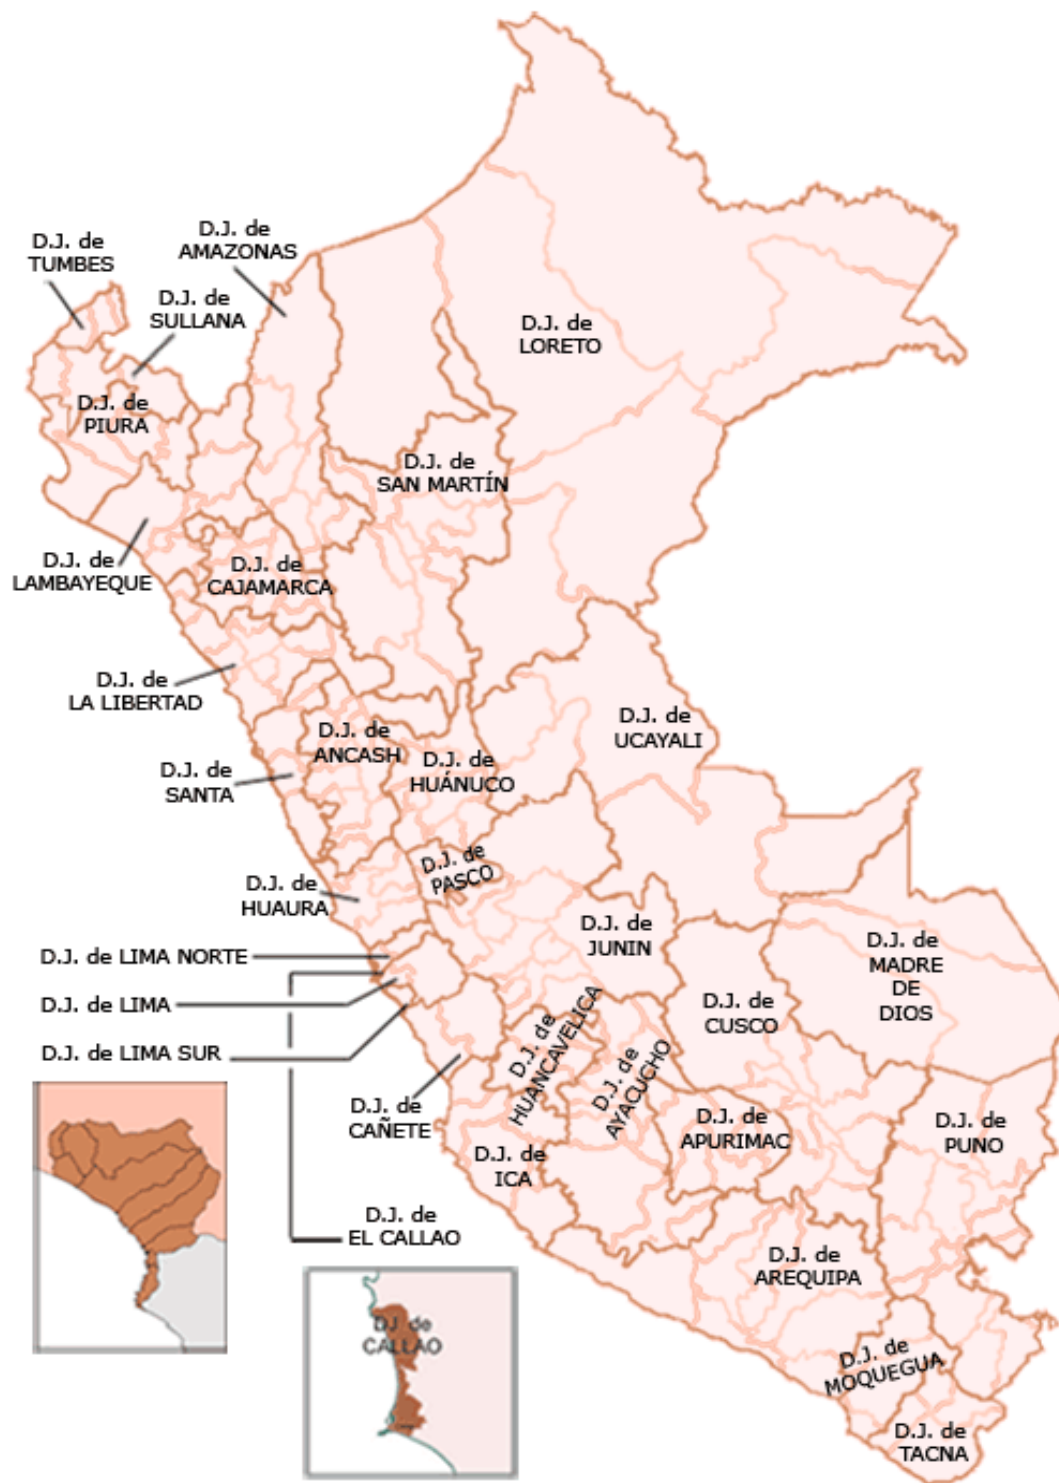 D.J. de
TUMBES
D.J. de
AMAZONAS
D.J. de
SULLANA
D.J. de
PIURA
D.J. de
LORETO
D.J. de
SAN MARTÍN
D.J. de
LAMBAYEQUE
D.J. de
CAJAMARCA
D.J. de
LA LIBERTAD
D.J. de
ANCASH
D.J. de
HUÁNUCO
D.J. de
UCAYALI
D.J. de
SANTA
D.J. de
PASCO
D.J. de
HUAURA
D.J. de
JUNIN
D.J. de
MADRE
DE
DIOS
D.J. de LIMA NORTE
D.J. de LIMA
D.J. de LIMA SUR
D.J. de
CUSCO
D.J. de
HUANCAVELICA
D.J. de
AYACUCHO
D.J. de
CAÑETE
D.J. de
APURIMAC
D.J. de
PUNO
D.J. de
ICA
D.J. de
EL CALLAO
D.J. de
AREQUIPA
DJ. de
CALLAO
D.J. de
MOQUEGUA
D.J. de
TACNA